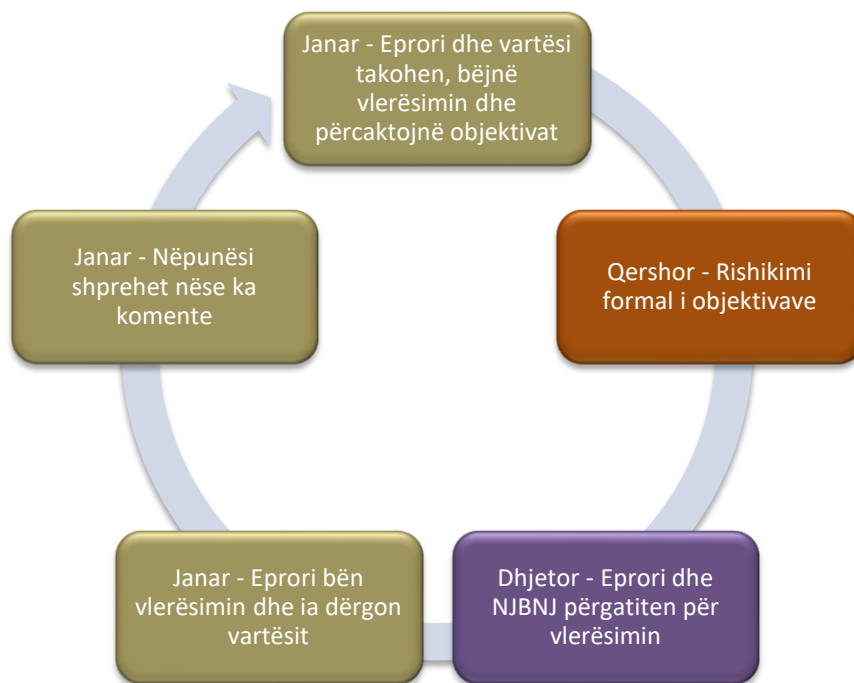 Janar - Eprori dhe vartësi
takohen, bëjnë
vlerësimin dhe
përcaktojnë objektivat
Qershor - Rishikimi
formal i objektivave
Dhjetor - Eprori dhe
NJBNJ përgatiten për
vlerësimin
Janar - Eprori bën
vlerësimin dhe ia dërgon
vartësit
Janar - Nëpunësi
shprehet nëse ka
komente